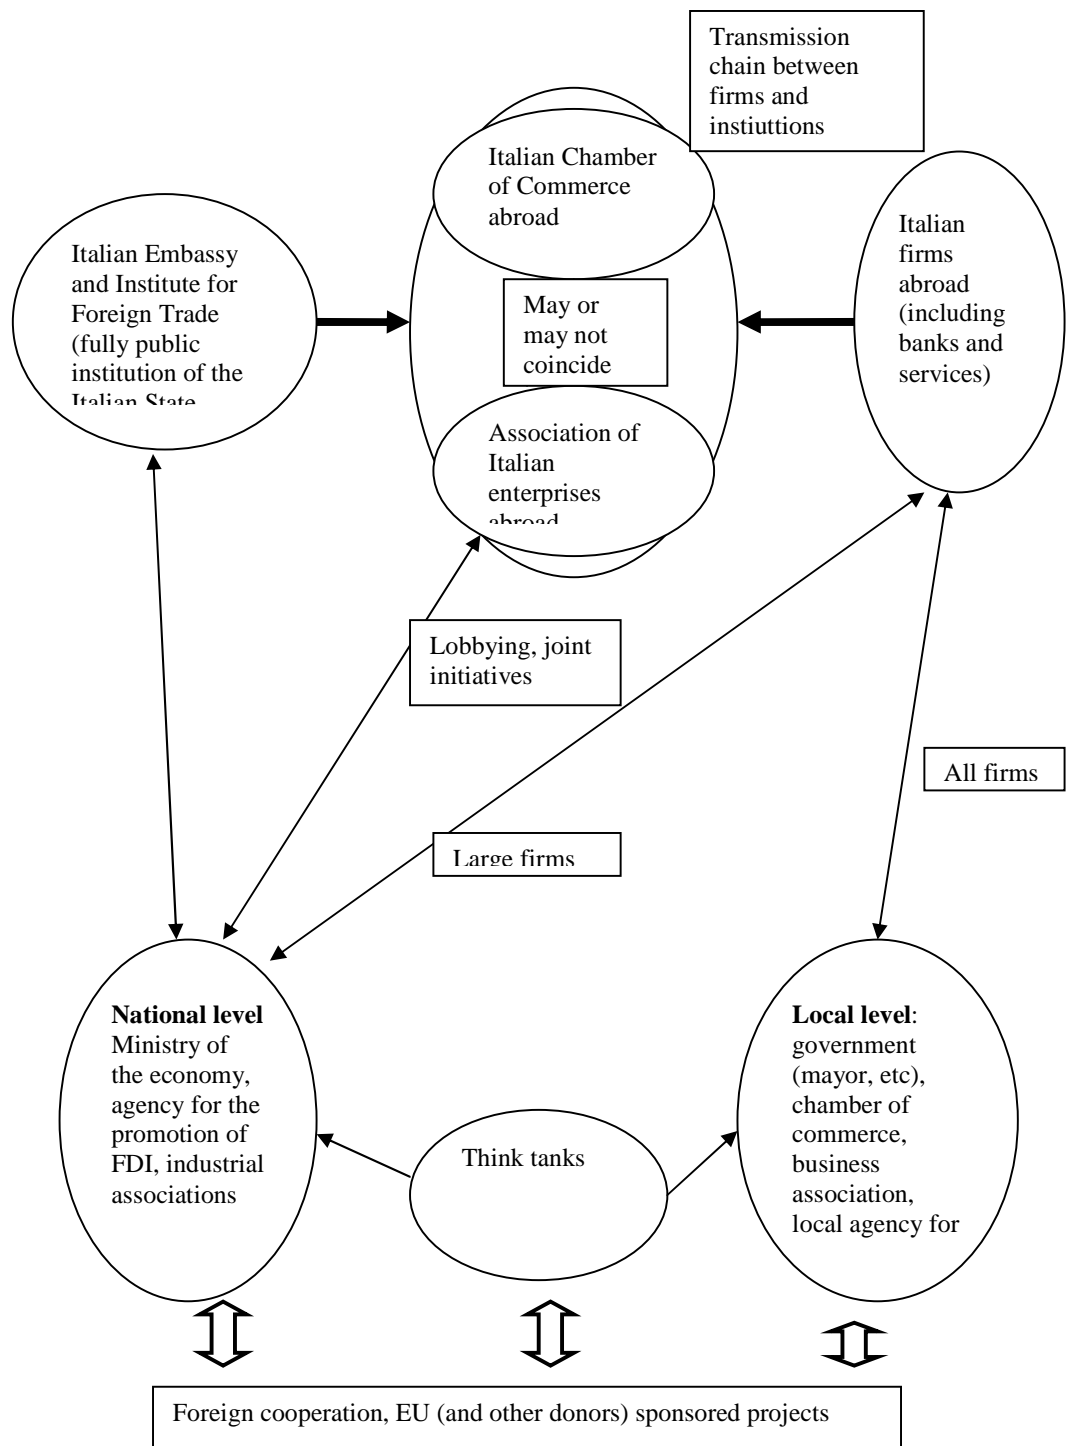 Transmission
chain between
firms and
instiuttions
Italian Chamber
of Commerce
abroad
Italian Embassy
and Institute for
Foreign Trade
(fully public
institution of the
Italian State
May or
may not
coincide
Italian
firms
abroad
(including
banks and
services)
Association of
Italian
enterprises
abroad
Lobbying, joint
initiatives
All firms
Large firms
National level
Ministry of
the economy,
agency for the
promotion of
FDI, industrial
associations
Think tanks
Local level:
government
(mayor, etc),
chamber of
commerce,
business
association,
local agency for
Foreign cooperation, EU (and other donors) sponsored projects